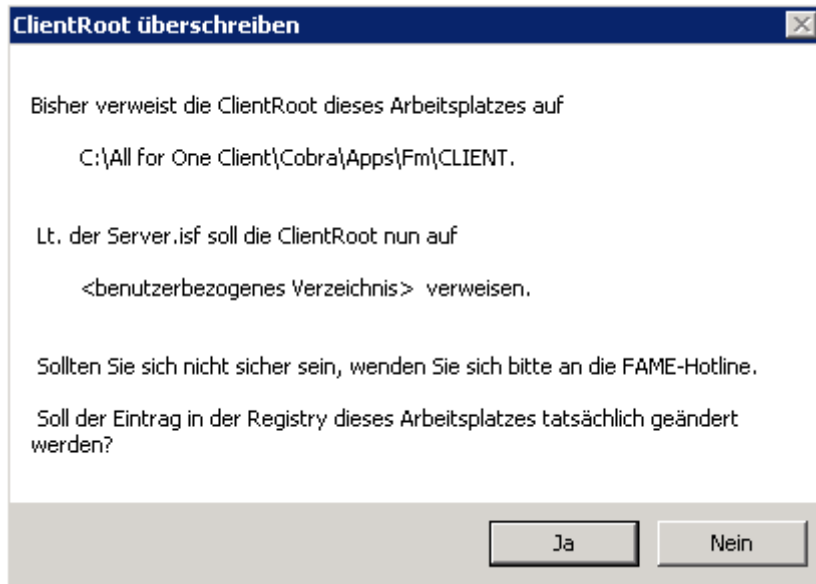 ClientRoot überschreiben
Bisher verweist die ClientRoot dieses Arbeitsplatzes auf
C:\All for One Client\Cobra\Apps\Fm\CLIENT.
Lt. der Server.isf soll die ClientRoot nun auf
<benutzerbezogenes Verzeichnis> verweisen.
Sollten Sie sich nicht sicher sein, wenden Sie sich bitte an die FAME-Hotline.
Soll der Eintrag in der Registry dieses Arbeitsplatzes tatsächlich geändert
werden?
Ja Nein